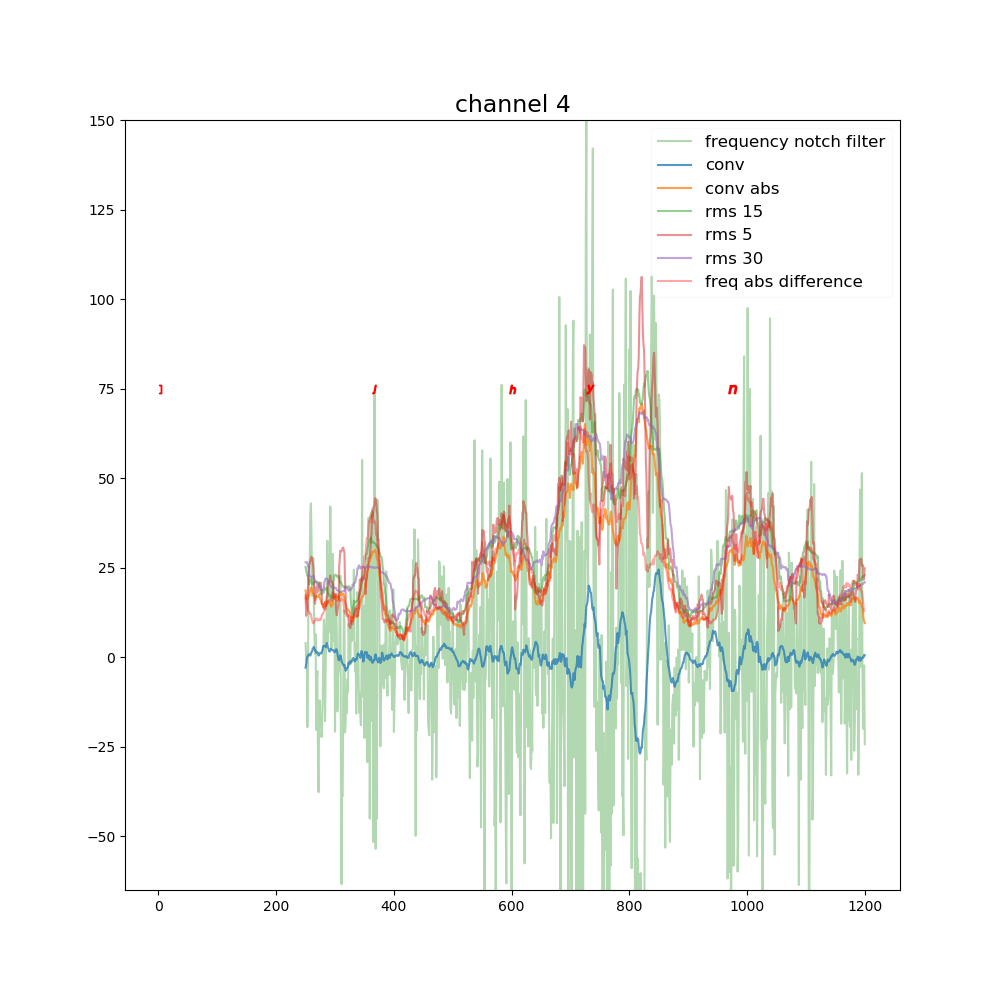 channel 4
150
125
100
75
50
25
0
−25
−50
frequency notch filter
conv
conv abs
rms 15
rms 5
rms 30
freq abs difference
h
y
n
0
200
400
600
800
1000
1200